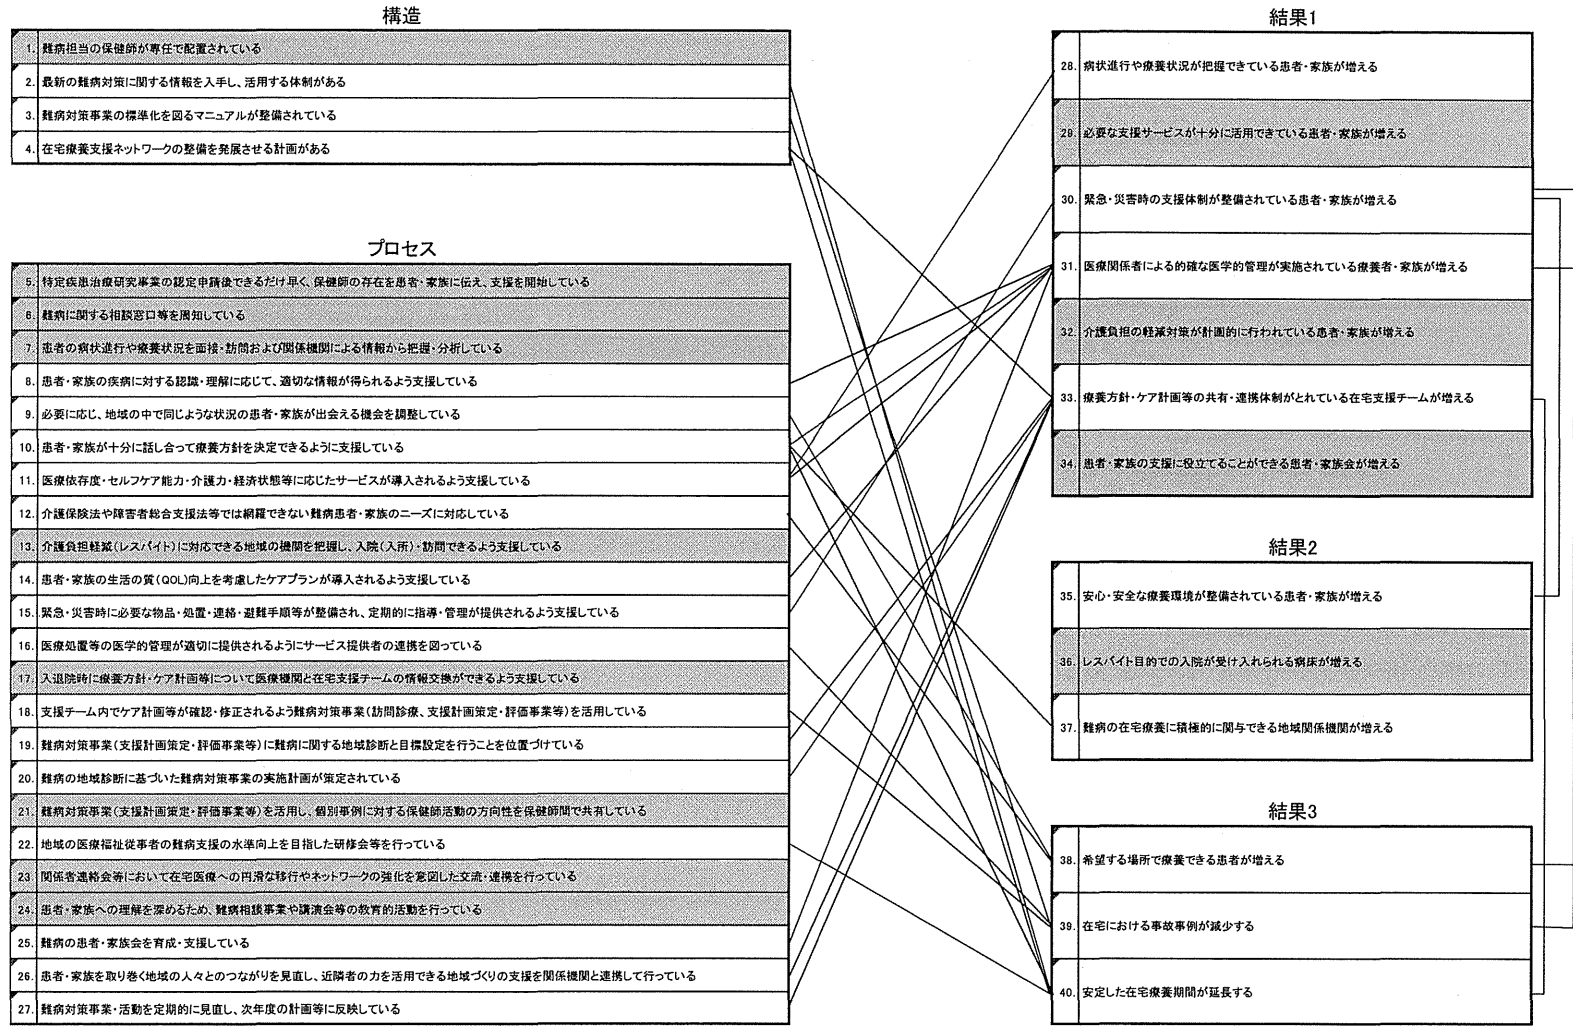 構造
1. 難病担当の保健師が専任で配置されている
2. 最新の難病対策に関する情報を入手し、活用する体制がある
3. 難病対策事業の標準化を図るマニュアルが整備されている
4. 在宅療養支援ネットワークの整備を発展させる計画がある
プロセス
5. 特定疾患治療研究事業の認定申請後できるだけ早く、保健師の存在を患者・家族に伝え、支援を開始している
6. 難病に関する相談窓口等を周知している
7. 患者の病状進行や療養状況を面接・訪問および関係機関による情報から把握・分析している
8. 患者・家族の疾病に対する認識・理解に応じて、適切な情報が得られるよう支援している
9. 必要に応じ、地域の中で同じような状況の患者・家族が出会える機会を調整している
10. 患者・家族が十分に話し合って療養方針を決定できるように支援している
11. 医療依存度・セルフケア能力・介護力・経済状態等に応じたサービスが導入されるよう支援している
12. 介護保険法や障害者総合支援法等では網羅できない難病患者・家族のニーズに対応している
13. 介護負担軽減(レスパイト)に対応できる地域の機関を把握し、入院(入所)・訪問できるよう支援している
14. 患者・家族の生活の質(QOL)向上を考慮したケアプランが導入されるよう支援している
15. 緊急・災害時に必要な物品・処置・連絡・避難手順等が整備され、定期的に指導・管理が提供されるよう支援している
16. 医療処置等の医学的管理が適切に提供されるようにサービス提供者の連携を図っている
17. 入退院時に療養方針・ケア計画等について医療機関と在宅支援チームの情報交換ができるよう支援している
18. 支援チーム内でケア計画等が確認・修正されるよう難病対策事業(訪問診療、支援計画策定・評価事業等)を活用している
19. 難病対策事業(支援計画策定・評価事業等)に難病に関する地域診断と目標設定を行うことを位置づけている
20. 難病の地域診断に基づいた難病対策事業の実施計画が策定されている
21. 難病対策事業(支援計画策定・評価事業等)を活用し、個別事例に対する保健師活動の方向性を保健師間で共有している
22. 地域の医療福祉従事者の難病支援の水準向上を目指した研修会等を行っている
23. 関係者連絡会等において在宅医療への円滑な移行やネットワークの強化を意図した交流・連携を行っている
24. 患者・家族への理解を深めるため、難病相談事業や講演会等の教育的活動を行っている
25. 難病の患者・家族会を育成・支援している
26. 患者・家族を取り巻く地域の人々とのつながりを見直し、近隣者の力を活用できる地域づくりの支援を関係機関と連携して行っている
27. 難病対策事業・活動を定期的に見直し、次年度の計画等に反映している
結果1
28. 病状進行や療養状況が把握できている患者・家族が増える
29. 必要な支援サービスが十分に活用できている患者・家族が増える
30. 緊急・災害時の支援体制が整備されている患者・家族が増える
31. 医療関係者による的確な医学的管理が実施されている療養者・家族が増える
32. 介護負担の軽減対策が計画的に行われている患者・家族が増える
33. 療養方針・ケア計画等の共有・連携体制がとれている在宅支援チームが増える
34. 患者・家族の支援に役立てることができる患者・家族会が増える
結果2
35. 安心・安全な療養環境が整備されている患者・家族が増える
36. レスパイト目的での入院が受け入れられる病床が増える
37. 難病の在宅療養に積極的に関与できる地域関係機関が増える
結果3
38. 希望する場所で療養できる患者が増える
39. 在宅における事故事例が減少する
40. 安定した在宅療養期間が延長する